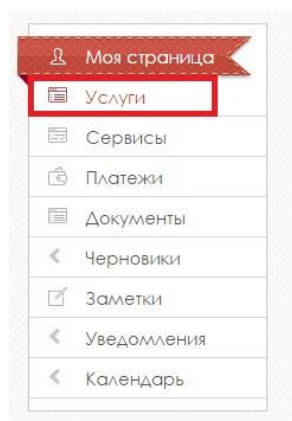 Моя страница
Услуги
Сервисы
Платежи
Документы
Черновики
Заметки
Уведомления
Календарь